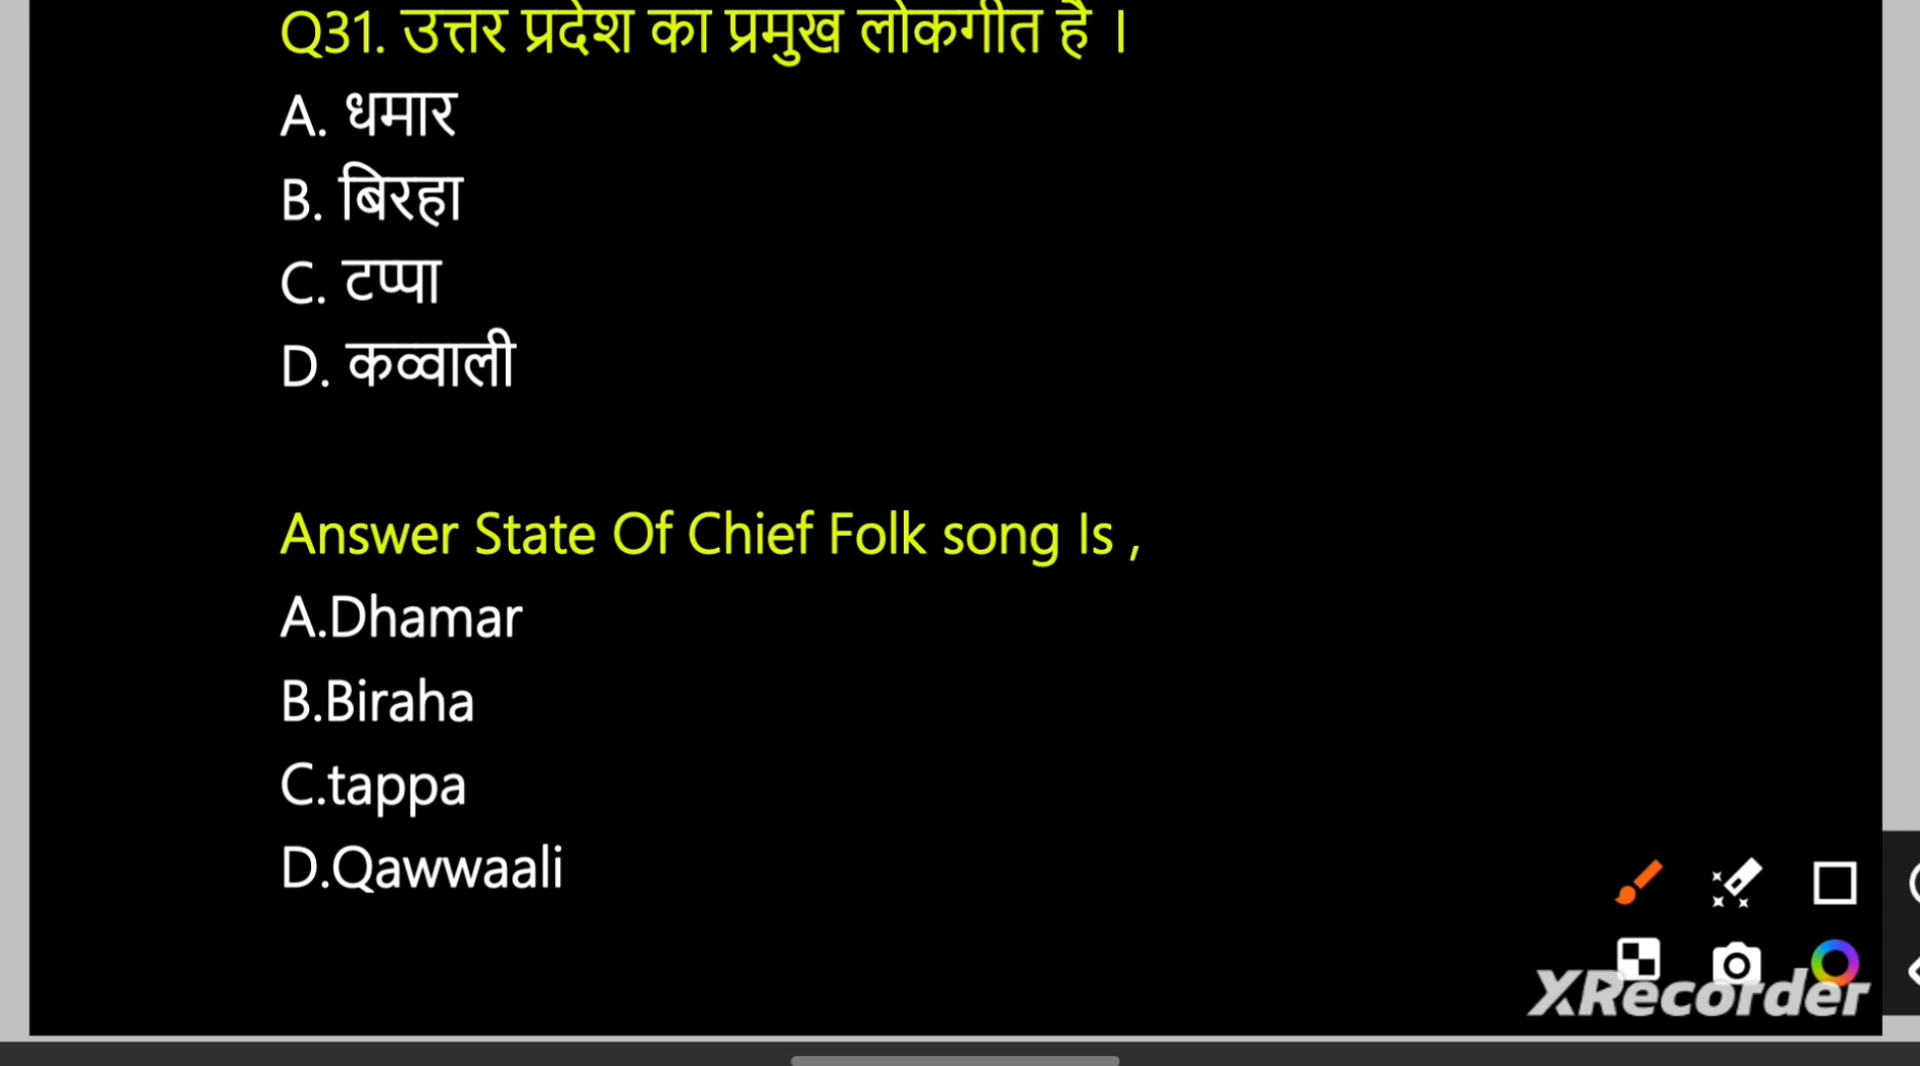 Q31. उत्तर प्रदेश का प्रमुख लोकगीत है ।
A. धमार
B. बिरहा
C. टप्पा
D. कव्वाली
Answer State Of Chief Folk song Is ,
A.Dhamar
B.Biraha
C.tappa
D.Qawwaali
XRecorder